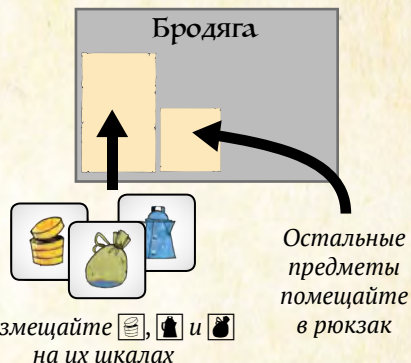 Бродяга
Остальные
предметы
помещайте
в рюкзак
и
на их шкалах